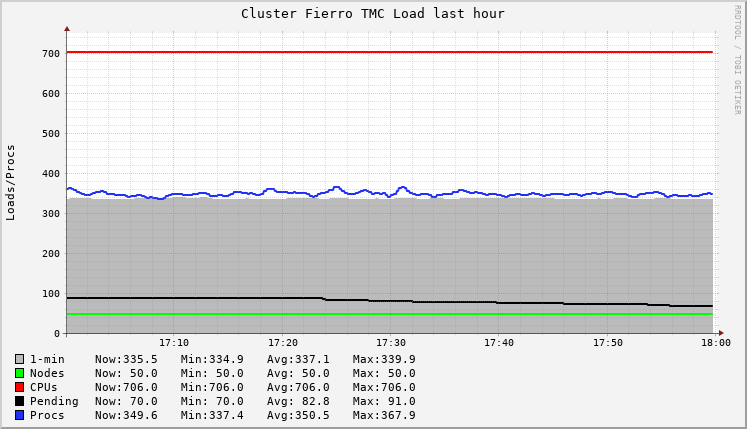 Cluster Fierro TMC Load last hour
RRDTOOL / TOBI OETIKER
Loads/Procs
700
600
500
400
300
200
100
0
17:10 17:20 17:30 17:40 17:50 18:00
1-min Now:335.5 Min:334.9 Avg:337.1 Max:339.9
Nodes Now: 50.0 Min: 50.0 Avg: 50.0 Max: 50.0
CPUs Now:706.0 Min:706.0 Avg:706.0 Max:706.0
Pending Now: 70.0 Min: 70.0 Avg: 82.8 Max: 91.0
Procs Now:349.6 Min:337.4 Avg:350.5 Max:367.9